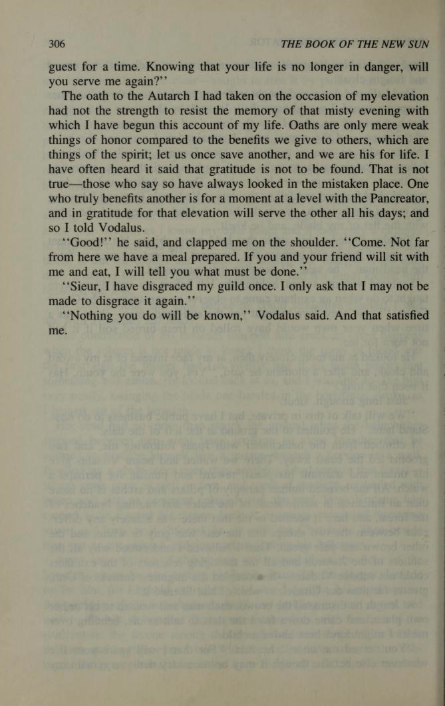 306 THE BOOK OF THE NEW SUN
guest for a time. Knowing that your life is no longer in danger, will
you serve me again?''
The oath to the Autarch I had taken on the occasion of my elevation
had not the strength to resist the memory of that misty evening with
which I have begun this account of my life. Oaths are only mere weak
things of honor compared to the benefits we give to others, which are
things of the spirit; let us once save another, and we are his for life. I
have often heard it said that gratitude is not to be found. That is not
true—those who say so have always looked in the mistaken place. One
who truly benefits another is for a moment at a level with the Pancreator,
and in gratitude for that elevation will serve the other all his days; and
so I told Vodalus.
''Good!'' he said, and clapped me on the shoulder. ''Come. Not far
from here we have a meal prepared. If you and your friend will sit with
me and eat, I will tell you what must be done.''
''Sieur, I have disgraced my guild once. I only ask that I may not be
made to disgrace it again.''
''Nothing you do will be known,'' Vodalus said. And that satisfied
me.